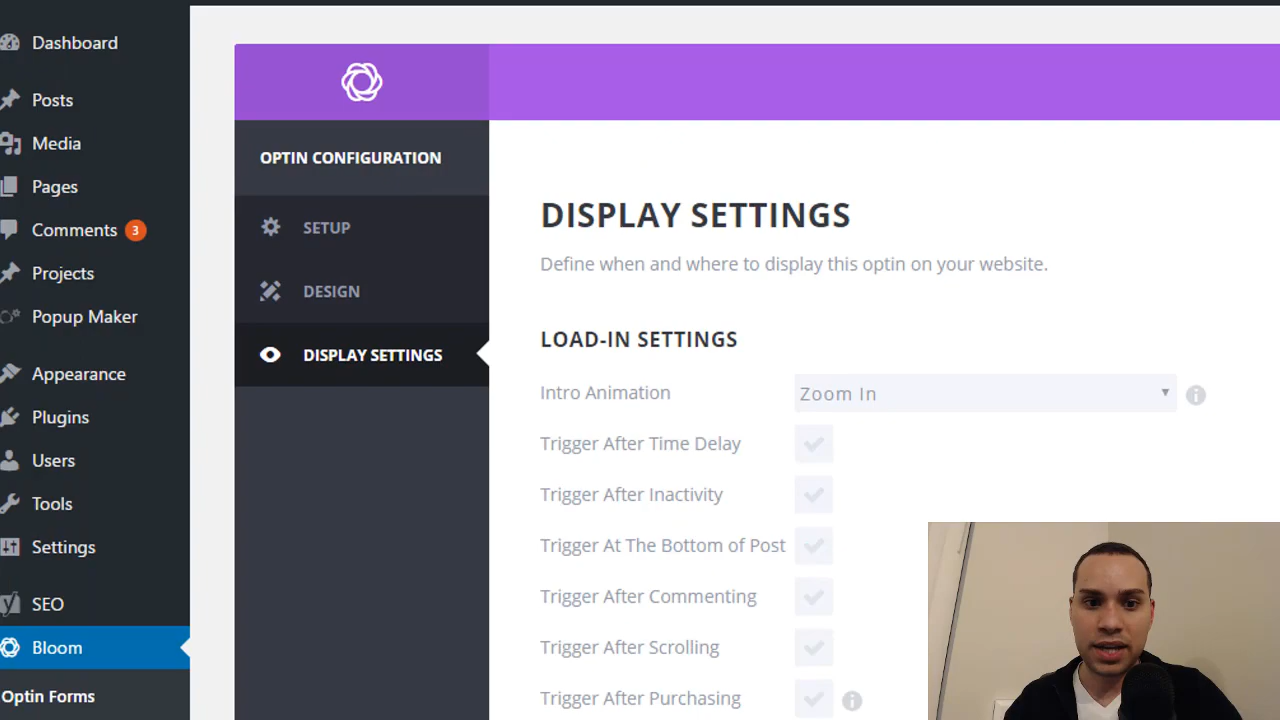 Dashboard
Posts
Media
Pages
Comments 3
Projects
Popup Maker
Appearance
Plugins
Users
Tools
Settings
SEO
Bloom
Optin Forms
OPTIN CONFIGURATION
SETUP
DESIGN
DISPLAY SETTINGS
DISPLAY SETTINGS
Define when and where to display this optin on your website.
LOAD-IN SETTINGS
Intro Animation Zoom In
Trigger After Time Delay
Trigger After Inactivity
Trigger At The Bottom of Post
Trigger After Commenting
Trigger After Scrolling
Trigger After Purchasing